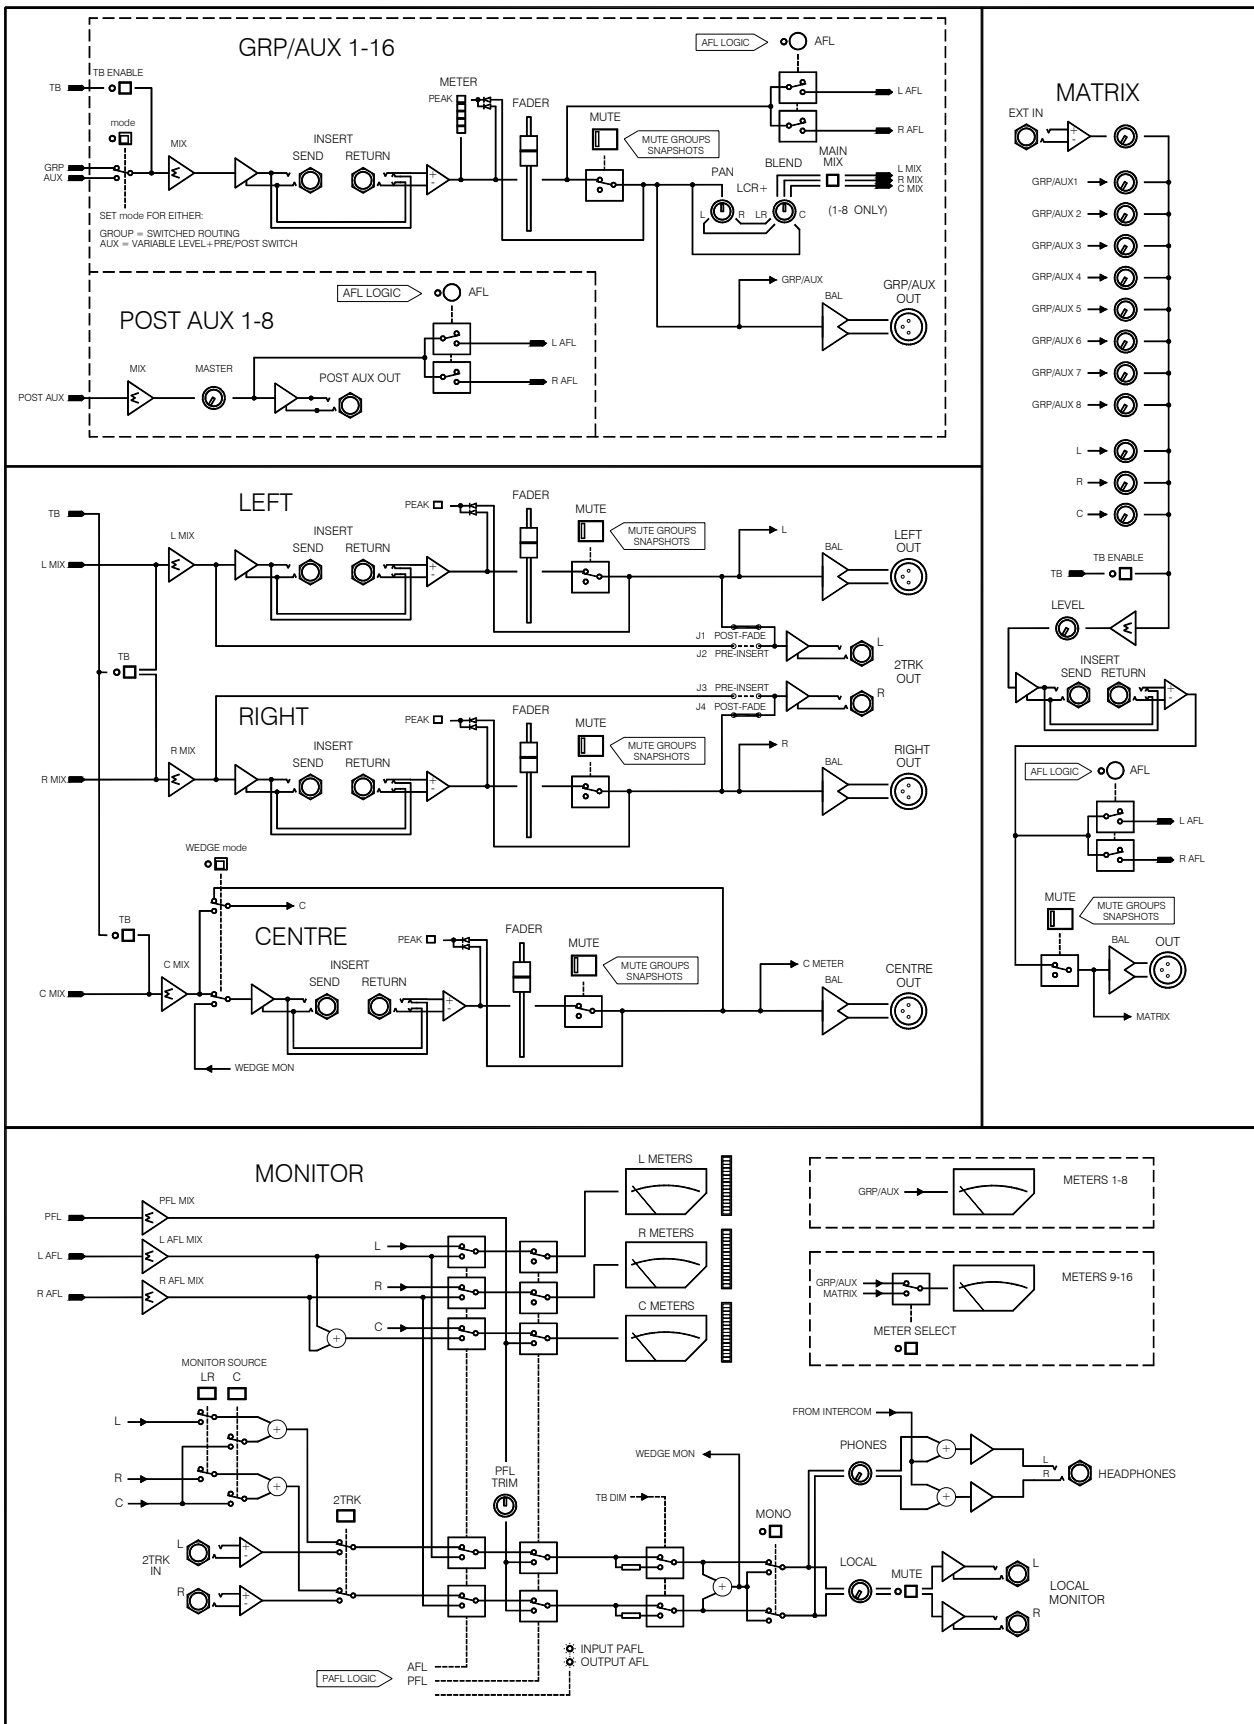 GRP/AUX 1-16
TB
TB ENABLE
mode
GRP
AUX
SET mode FOR EITHER:
GROUP = SWITCHED ROUTING
AUX = VARIABLE LEVEL+PRE/POST SWITCH
MIX
Σ
INSERT
SEND
RETURN
+
-
METER
PEAK
FADER
MUTE
MUTE GROUPS
SNAPSHOTS
AFL LOGIC
AFL
L AFL
R AFL
PAN
L
R
LCR+
BLEND
LR
C
MAIN
MIX
L MIX
R MIX
C MIX
(1-8 ONLY)
GRP/AUX
BAL
GRP/AUX
OUT
POST AUX 1-8
POST AUX
MIX
Σ
MASTER
POST AUX OUT
AFL LOGIC
AFL
L AFL
R AFL
MATRIX
EXT IN
+
-
GRP/AUX1
GRP/AUX 2
GRP/AUX 3
GRP/AUX 4
GRP/AUX 5
GRP/AUX 6
GRP/AUX 7
GRP/AUX 8
L
R
C
TB ENABLE
TB
LEVEL
Σ
INSERT
SEND
RETURN
+
-
AFL LOGIC
AFL
L AFL
R AFL
MUTE
MUTE GROUPS
SNAPSHOTS
BAL
OUT
MATRIX
LEFT
TB
L MIX
L MIX
Σ
INSERT
SEND
RETURN
+
-
PEAK
FADER
MUTE
MUTE GROUPS
SNAPSHOTS
L
BAL
LEFT
OUT
J1 POST-FADE
J2 PRE-INSERT
L
2TRK
OUT
R
J3 PRE-INSERT
J4 POST-FADE
TB
RIGHT
R MIX
R MIX
Σ
INSERT
SEND
RETURN
+
-
PEAK
FADER
MUTE
MUTE GROUPS
SNAPSHOTS
R
BAL
RIGHT
OUT
WEDGE mode
C
TB
CENTRE
C MIX
C MIX
Σ
INSERT
SEND
RETURN
+
-
PEAK
FADER
MUTE
MUTE GROUPS
SNAPSHOTS
C METER
BAL
CENTRE
OUT
WEDGE MON
MONITOR
PFL
PFL MIX
Σ
L AFL
L AFL MIX
Σ
R AFL
R AFL MIX
Σ
L
R
C
+
L METERS
R METERS
C METERS
METERS 1-8
GRP/AUX
METERS 9-16
GRP/AUX
MATRIX
METER SELECT
MONITOR SOURCE
LR
C
L
R
C
+
+
2TRK
L
2TRK
IN
R
+
-
+
-
PFL
TRIM
WEDGE MON
TB DIM
+
MONO
FROM INTERCOM
PHONES
+
+
L
R
HEADPHONES
LOCAL
MUTE
L
LOCAL
MONITOR
R
PAFL LOGIC
AFL
PFL
INPUT PAFL
OUTPUT AFL